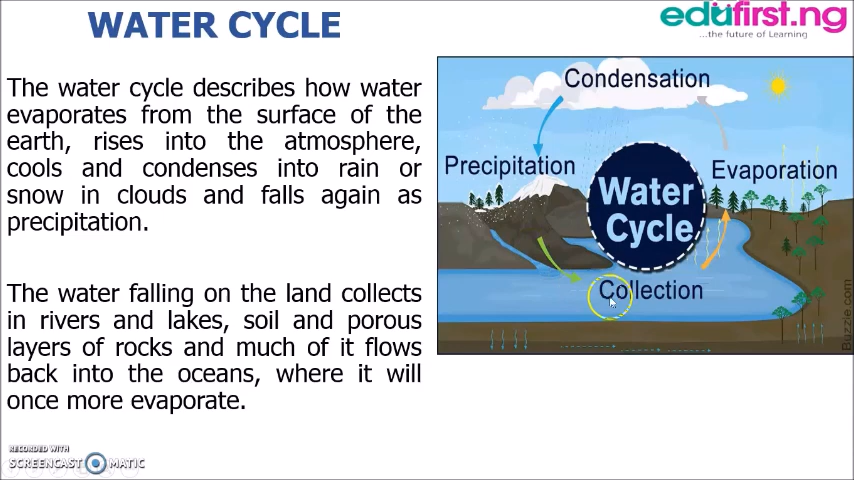 WATER CYCLE
edufirst.ng
...the future of Learning
The water cycle describes how water
evaporates from the surface of the
earth, rises into the atmosphere,
cools and condenses into rain or
snow in clouds and falls again as
precipitation.
The water falling on the land collects
in rivers and lakes, soil and porous
layers of rocks and much of it flows
back into the oceans, where it will
once more evaporate.
Condensation
Precipitation
Evaporation
Water
Cycle
Collection
Buzzle.com
RECORDED WITH
SCREENCAST MATIC